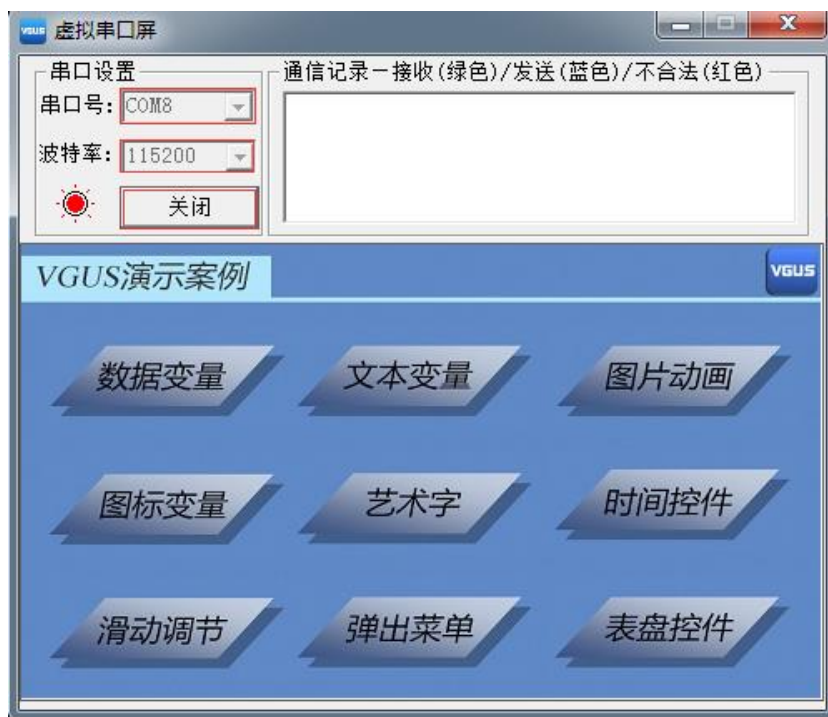 VGUS 虚拟串口屏
串口设置
串口号: COM8
波特率: 115200
关闭
通信记录－接收(绿色)/发送(蓝色)/不合法(红色)
VGUS演示案例
VGUS
数据变量 文本变量 图片动画
图标变量 艺术字 时间控件
滑动调节 弹出菜单 表盘控件